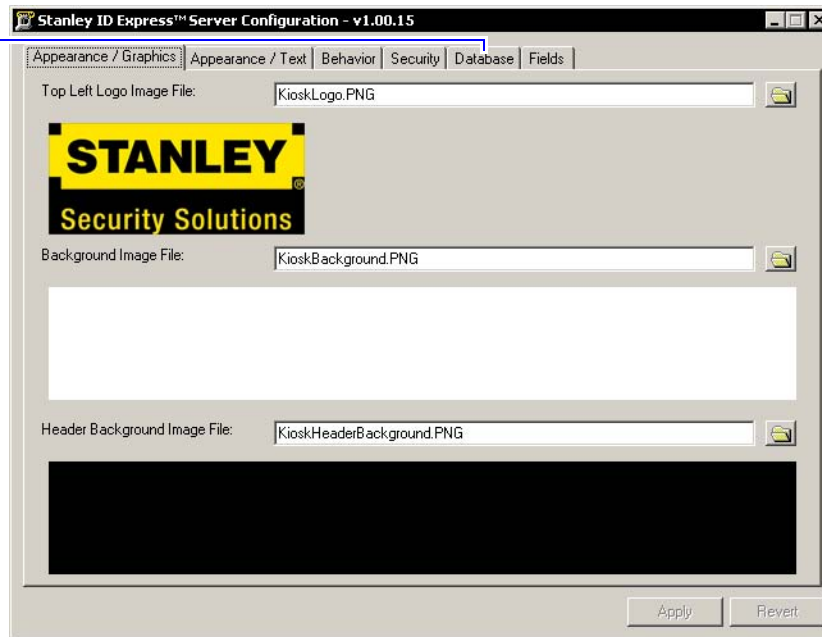 Stanley ID Express™ Server Configuration - v1.00.15
Appearance / Graphics Appearance / Text Behavior Security Database Fields
Top Left Logo Image File: KioskLogo.PNG
STANLEY®
Security Solutions
Background Image File: KioskBackground.PNG
Header Background Image File: KioskHeaderBackground.PNG
Apply Revert